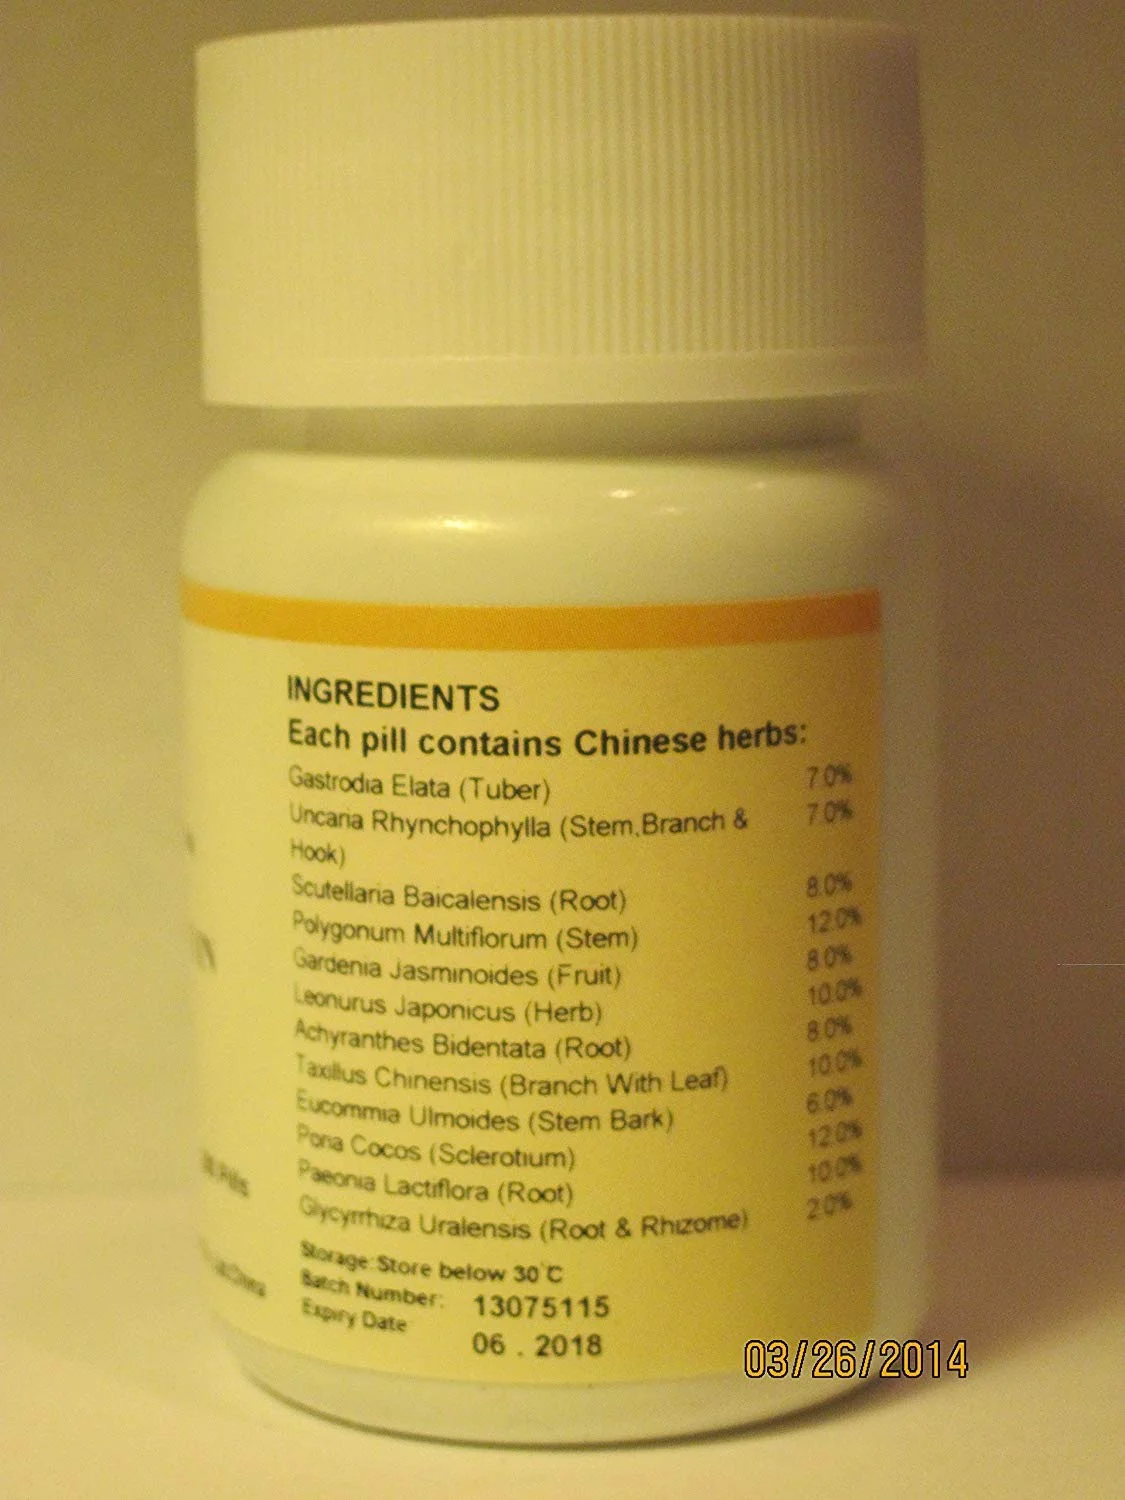 INGREDIENTS
Each pill contains Chinese herbs:
Gastrodia Elata (Tuber) 7.0%
Uncaria Rhynchophylla (Stem,Branch & 7.0%
Hook)
Scutellaria Baicalensis (Root) 8.0%
Polygonum Multiflorum (Stem) 12.0%
Gardenia Jasminoides (Fruit) 8.0%
Leonurus Japonicus (Herb) 10.0%
Achyranthes Bidentata (Root) 8.0%
Taxillus Chinensis (Branch With Leaf) 10.0%
Eucommia Ulmoides (Stem Bark) 6.0%
Poria Cocos (Sclerotium) 12.0%
Paeonia Lactiflora (Root) 10.0%
Glycyrrhiza Uralensis (Root & Rhizome) 2.0%
Storage: Store below 30°C
Batch Number: 13075115
Expiry Date 06 . 2018
Pills
China
03/26/2014